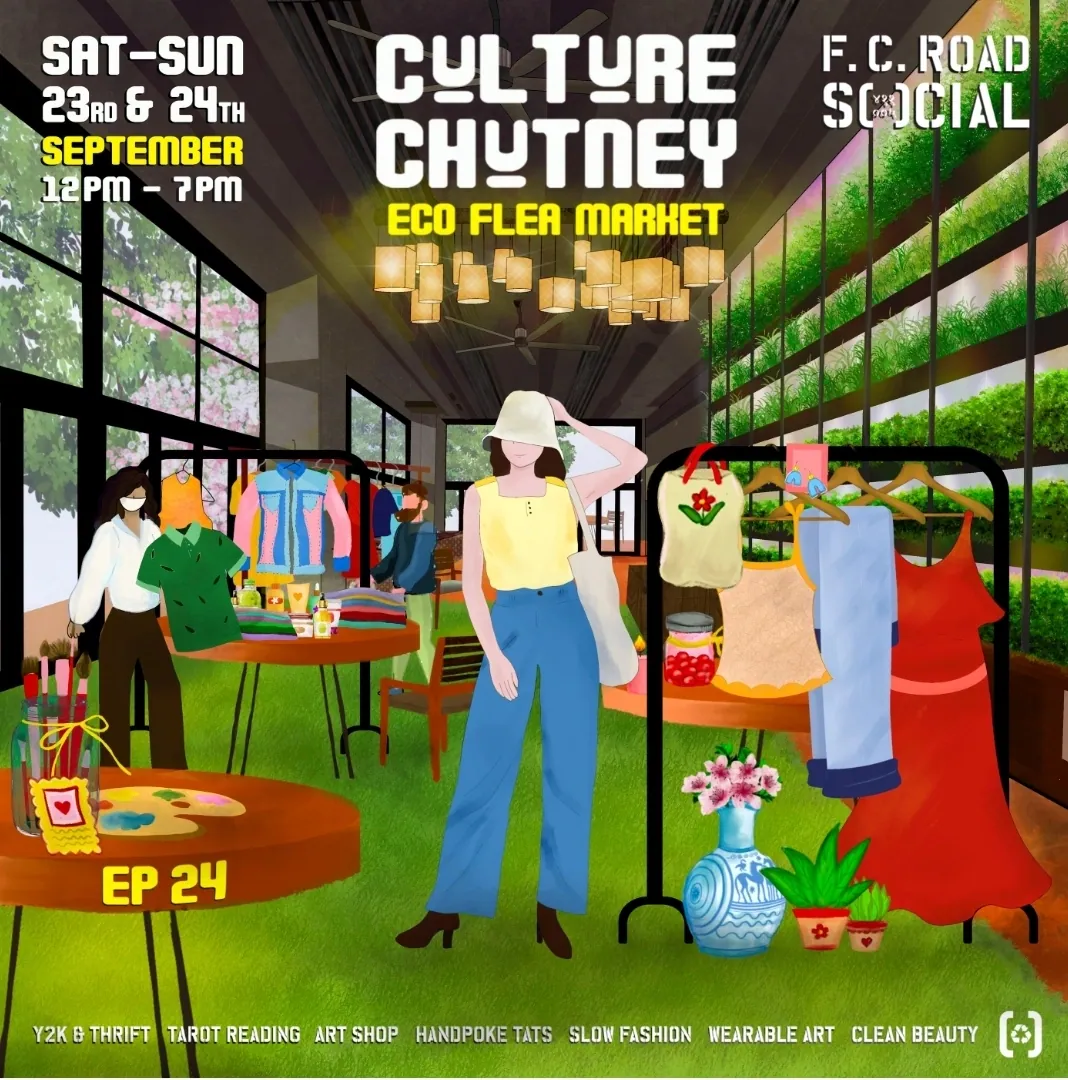 SAT–SUN
23RD & 24TH
SEPTEMBER
12PM – 7PM
CULTURE
CHUTNEY
ECO FLEA MARKET
F. C. ROAD
SOCIAL
EP 24
Y2K & THRIFT TAROT READING ART SHOP HANDPOKE TATS SLOW FASHION WEARABLE ART CLEAN BEAUTY